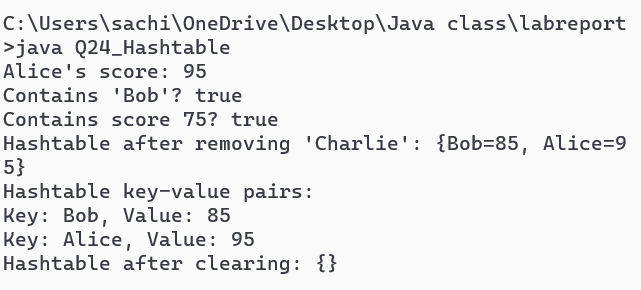 C:\Users\sachi\OneDrive\Desktop\Java class\labreport
>java Q24_Hashtable
Alice's score: 95
Contains 'Bob'? true
Contains score 75? true
Hashtable after removing 'Charlie': {Bob=85, Alice=9
5}
Hashtable key-value pairs:
Key: Bob, Value: 85
Key: Alice, Value: 95
Hashtable after clearing: {}